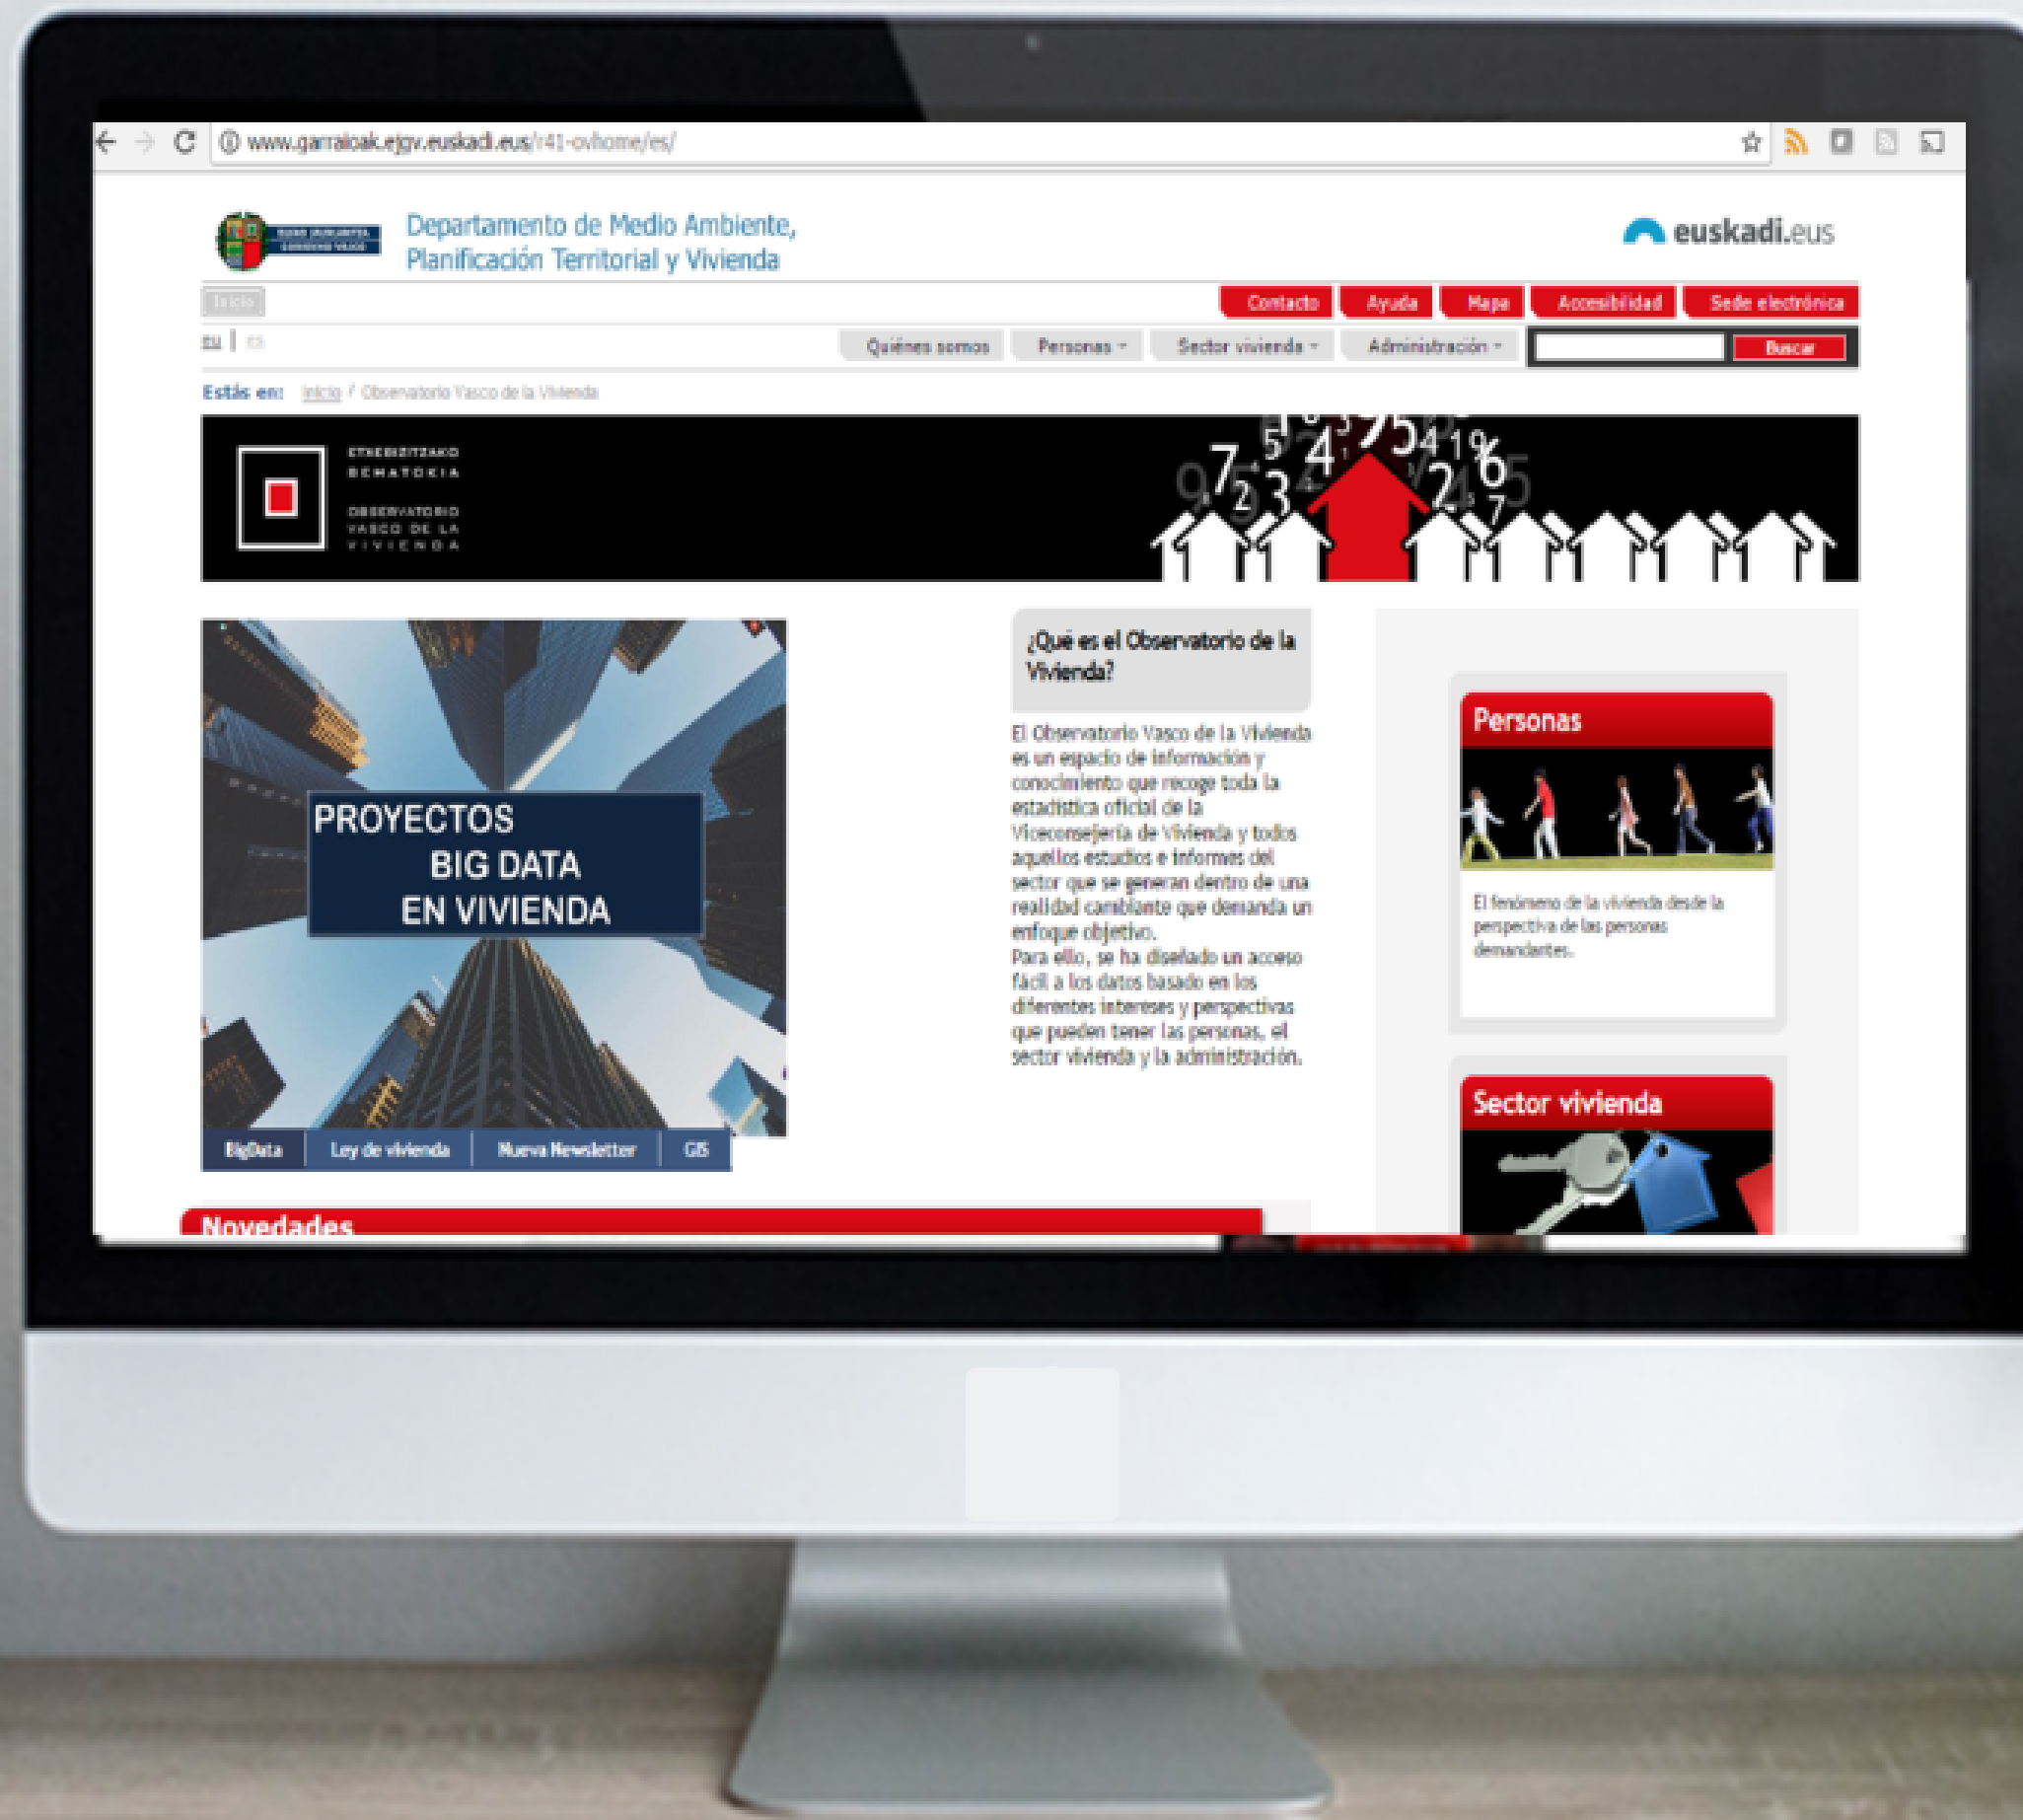 www.garraioak.ejgv.euskadi.eus/r41-ovhome/es/
EUSKO JAURLARITZA
GOBIERNO VASCO
Departamento de Medio Ambiente,
Planificación Territorial y Vivienda
euskadi.eus
Inicio
Contacto
Ayuda
Mapa
Accesibilidad
Sede electrónica
eu | es
Quiénes somos
Personas
Sector vivienda
Administración
Buscar
Estás en: Inicio / Observatorio Vasco de la Vivienda
ETXEBIZITZAKO
BEHATOKIA
OBSERVATORIO
VASCO DE LA
VIVIENDA
PROYECTOS
BIG DATA
EN VIVIENDA
BigData
Ley de vivienda
Nueva Newsletter
GIS
¿Qué es el Observatorio de la
Vivienda?
El Observatorio Vasco de la Vivienda
es un espacio de información y
conocimiento que recoge toda la
estadística oficial de la
Viceconsejería de Vivienda y todos
aquellos estudios e informes del
sector que se generan dentro de una
realidad cambiante que demanda un
enfoque objetivo.
Para ello, se ha diseñado un acceso
fácil a los datos basado en los
diferentes intereses y perspectivas
que pueden tener las personas, el
sector vivienda y la administración.
Personas
El fenómeno de la vivienda desde la
perspectiva de las personas
demandantes.
Sector vivienda
Novedades